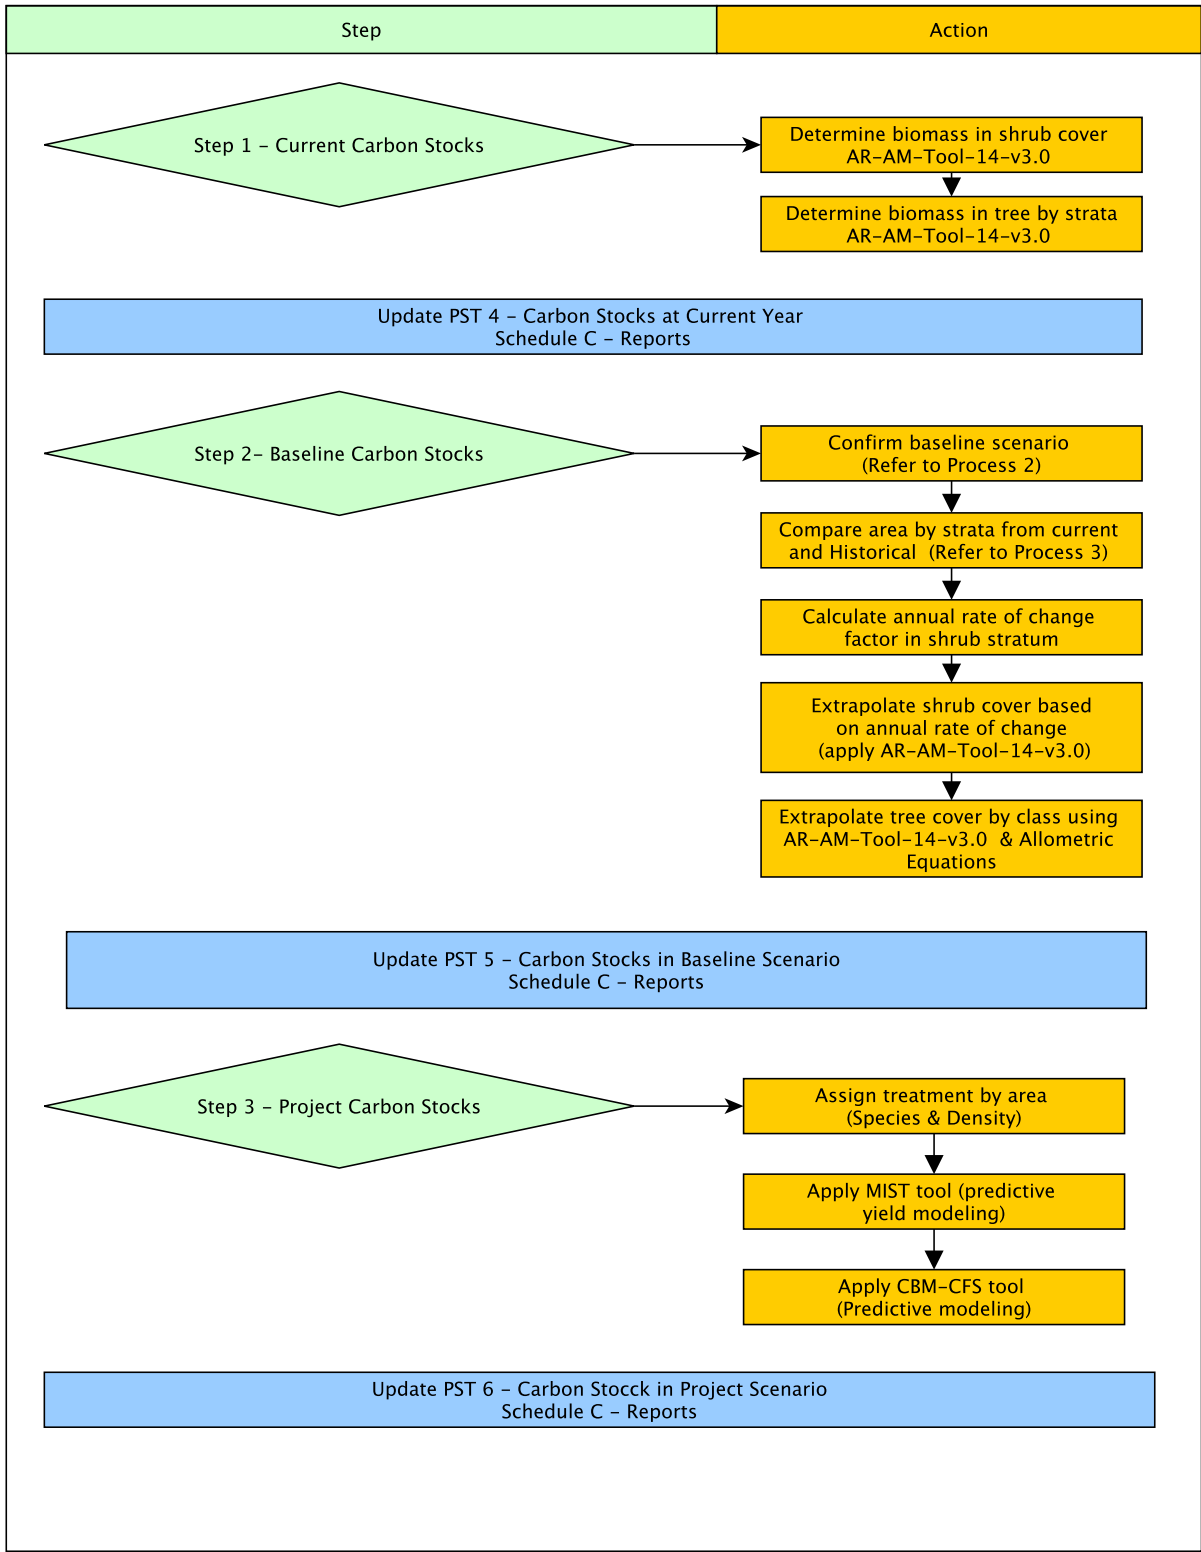 Step
Action
Step 1 – Current Carbon Stocks
Determine biomass in shrub cover
AR–AM–Tool–14–v3.0
Determine biomass in tree by strata
AR–AM–Tool–14–v3.0
Update PST 4 – Carbon Stocks at Current Year
Schedule C – Reports
Step 2– Baseline Carbon Stocks
Confirm baseline scenario
(Refer to Process 2)
Compare area by strata from current
and Historical  (Refer to Process 3)
Calculate annual rate of change
factor in shrub stratum
Extrapolate shrub cover based
on annual rate of change
(apply AR–AM–Tool–14–v3.0)
Extrapolate tree cover by class using
AR–AM–Tool–14–v3.0  & Allometric
Equations
Update PST 5 – Carbon Stocks in Baseline Scenario
Schedule C – Reports
Step 3 – Project Carbon Stocks
Assign treatment by area
(Species & Density)
Apply MIST tool (predictive
yield modeling)
Apply CBM–CFS tool
(Predictive modeling)
Update PST 6 – Carbon Stocck in Project Scenario
Schedule C – Reports